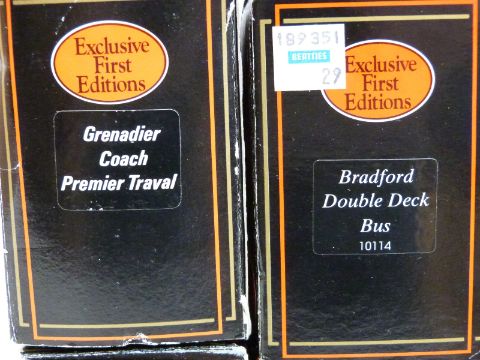 Exclusive
First
Editions
Grenadier
Coach
Premier Traval
189351
BERTIES
29
Exclusive
First
Editions
Bradford
Double Deck
Bus
10114